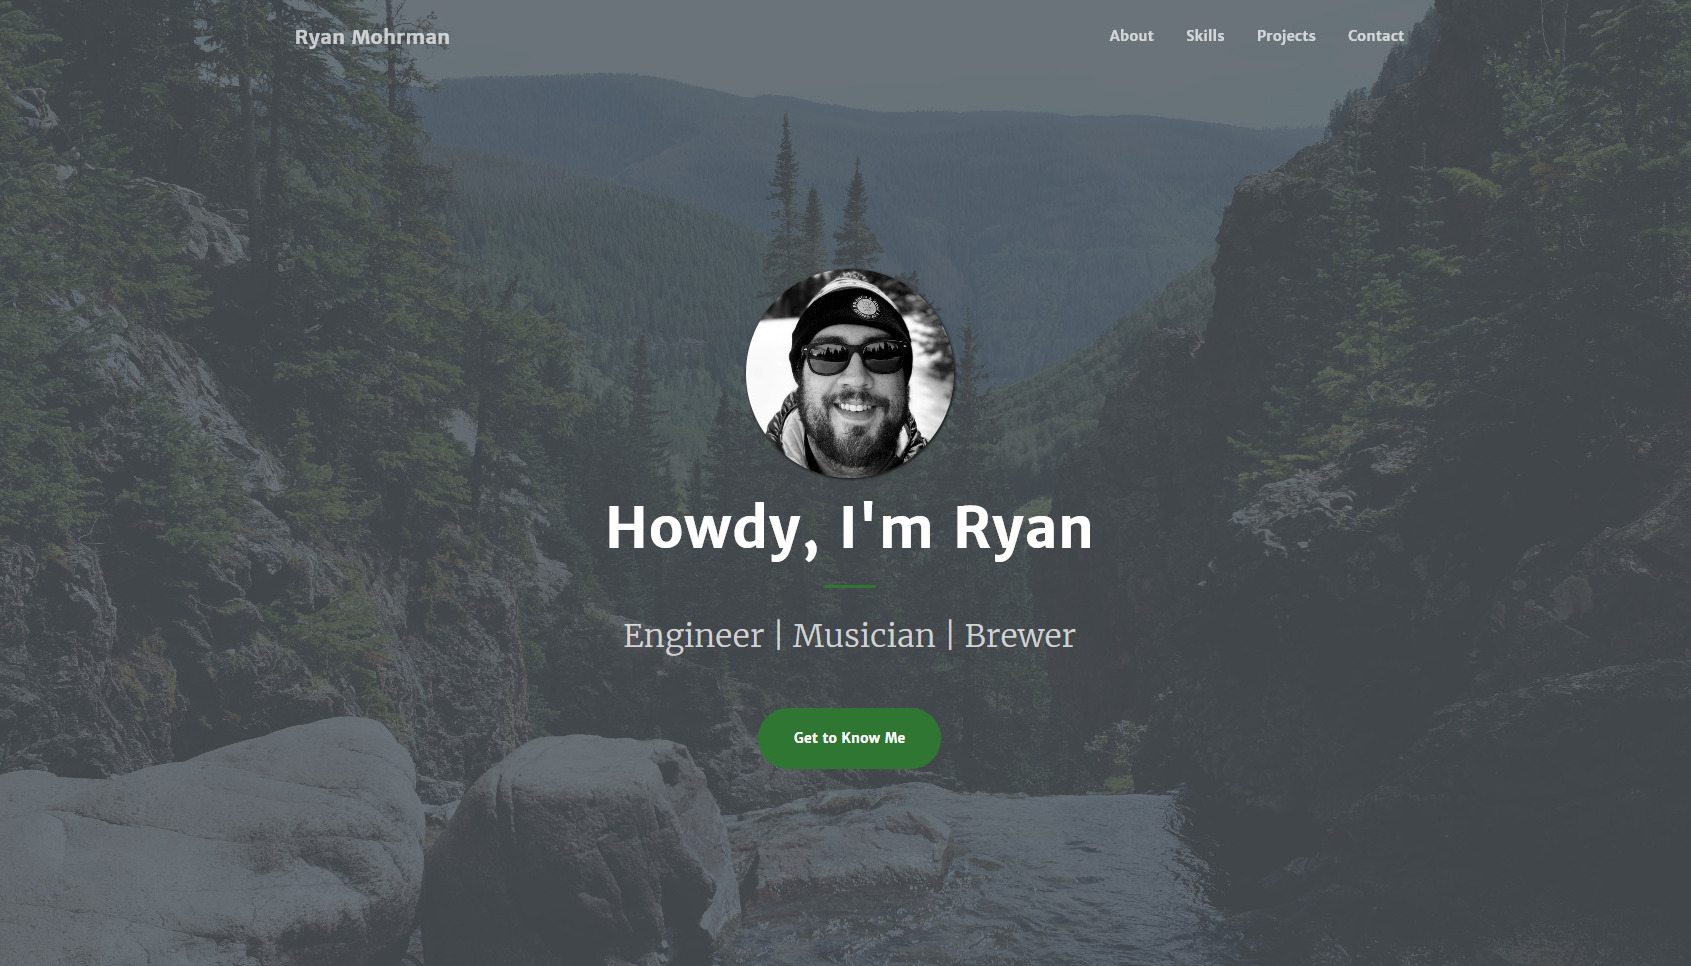 Ryan Mohrman
About Skills Projects Contact
Howdy, I'm Ryan
Engineer | Musician | Brewer
Get to Know Me